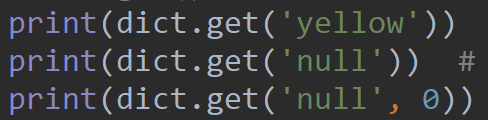 print(dict.get('yellow'))
print(dict.get('null'))  #
print(dict.get('null', 0))